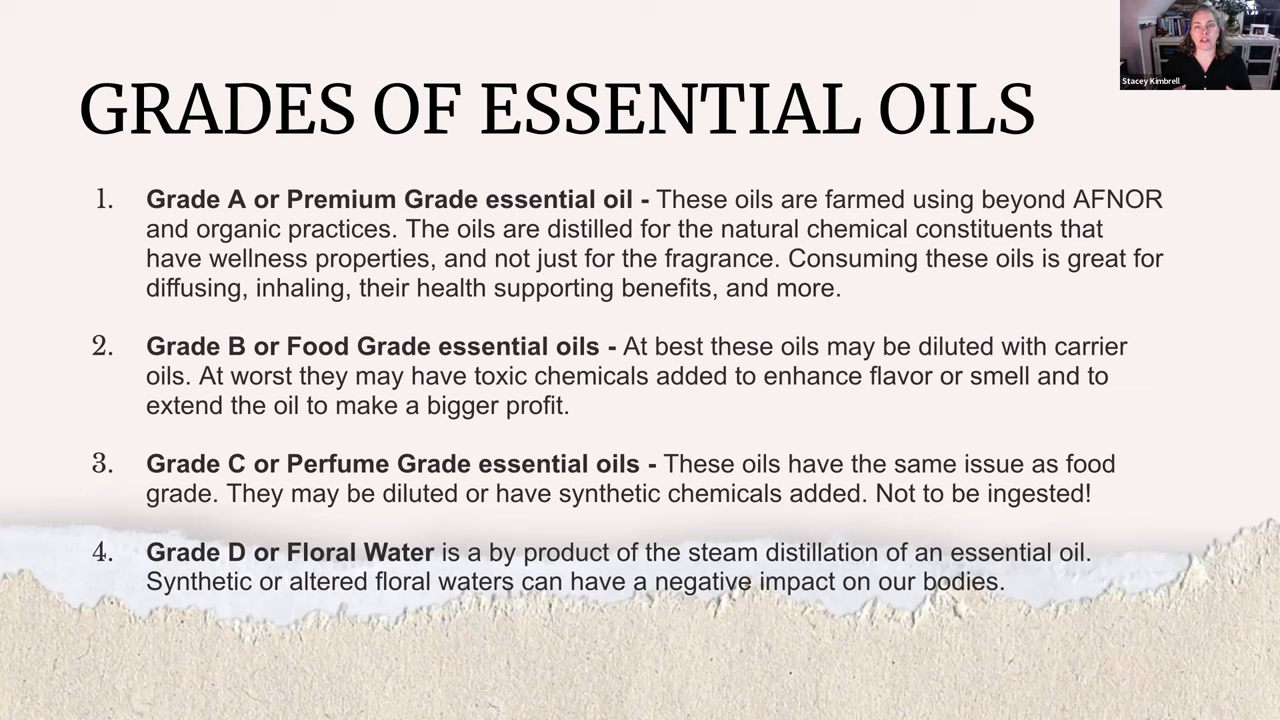 Stacey Kimbrell
GRADES OF ESSENTIAL OILS
1. Grade A or Premium Grade essential oil - These oils are farmed using beyond AFNOR
and organic practices. The oils are distilled for the natural chemical constituents that
have wellness properties, and not just for the fragrance. Consuming these oils is great for
diffusing, inhaling, their health supporting benefits, and more.
2. Grade B or Food Grade essential oils - At best these oils may be diluted with carrier
oils. At worst they may have toxic chemicals added to enhance flavor or smell and to
extend the oil to make a bigger profit.
3. Grade C or Perfume Grade essential oils - These oils have the same issue as food
grade. They may be diluted or have synthetic chemicals added. Not to be ingested!
4. Grade D or Floral Water is a by product of the steam distillation of an essential oil.
Synthetic or altered floral waters can have a negative impact on our bodies.